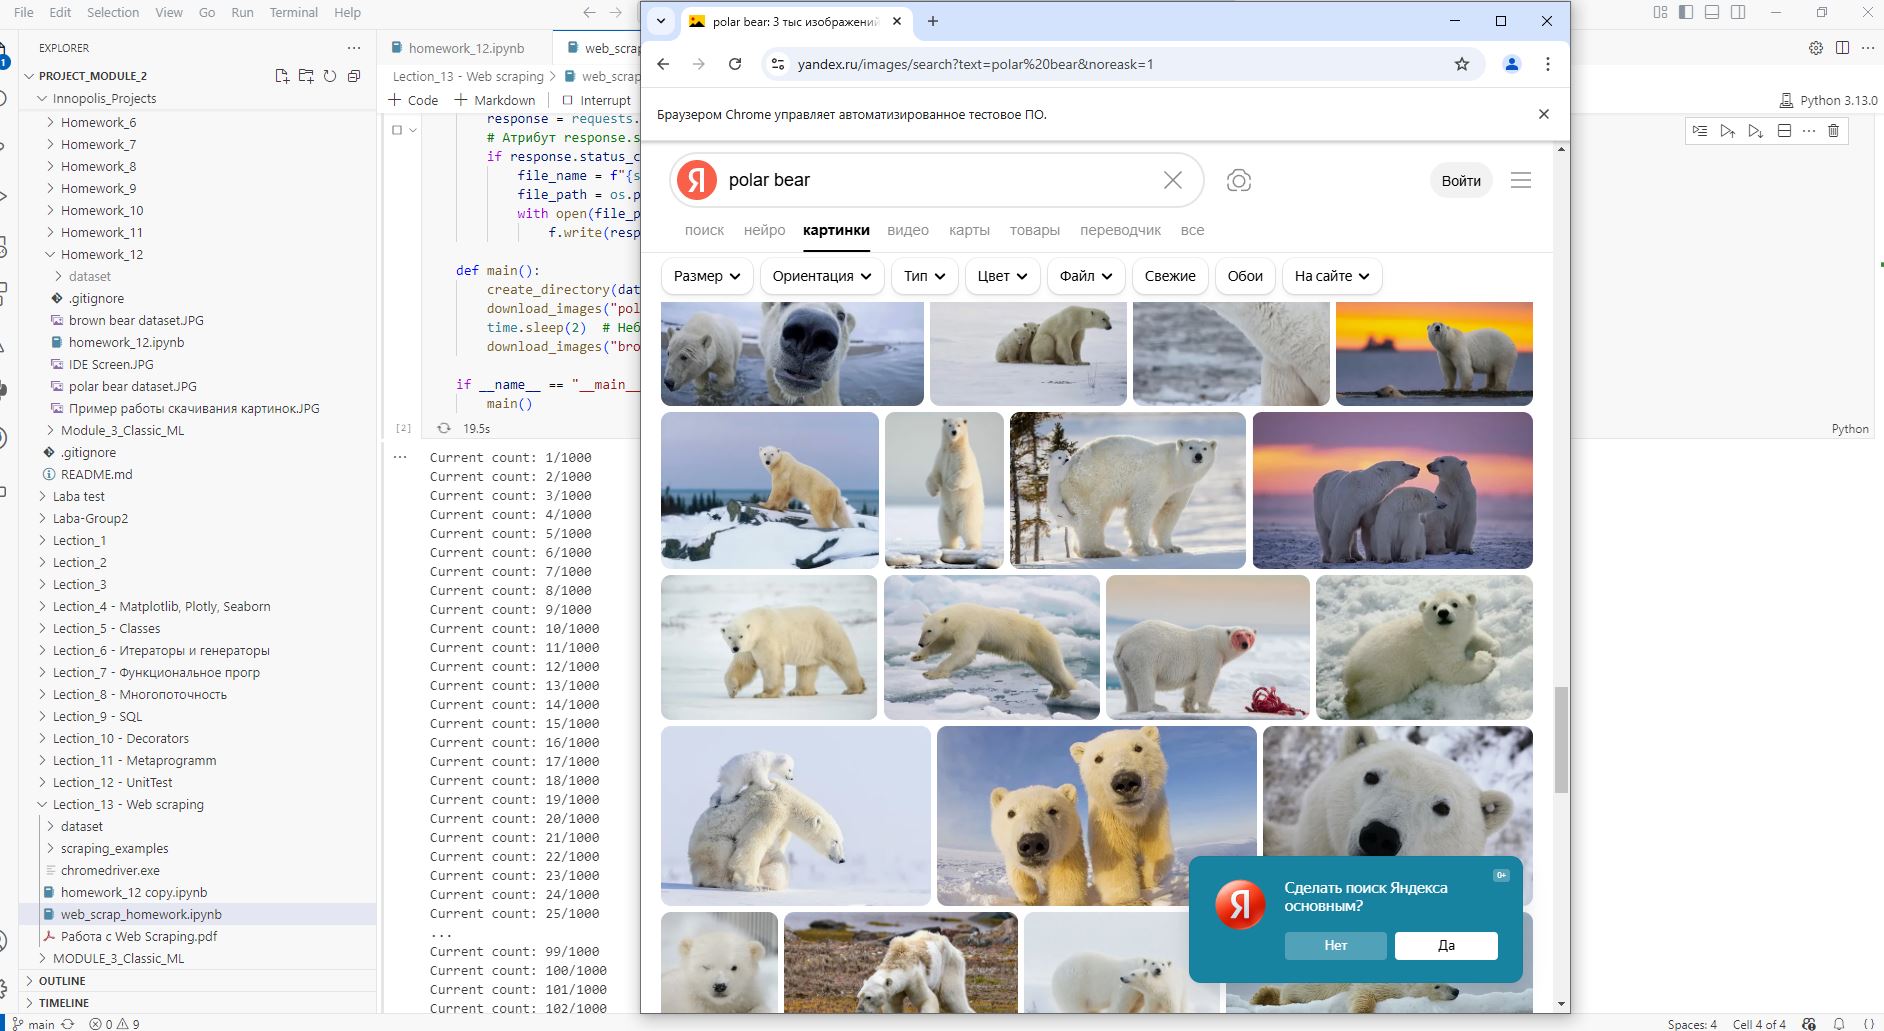 File Edit Selection View Go Run Terminal Help
EXPLORER
PROJECT_MODULE_2
Innopolis_Projects
Homework_6
Homework_7
Homework_8
Homework_9
Homework_10
Homework_11
Homework_12
dataset
.gitignore
brown bear dataset.JPG
homework_12.ipynb
IDE Screen.JPG
polar bear dataset.JPG
Пример работы скачивания картинок.JPG
Module_3_Classic_ML
.gitignore
README.md
Laba test
Laba-Group2
Lection_1
Lection_2
Lection_3
Lection_4 - Matplotlib, Plotly, Seaborn
Lection_5 - Classes
Lection_6 - Итераторы и генераторы
Lection_7 - Функциональное прогр
Lection_8 - Многопоточность
Lection_9 - SQL
Lection_10 - Decorators
Lection_11 - Metaprogramm
Lection_12 - UnitTest
Lection_13 - Web scraping
dataset
scraping_examples
chromedriver.exe
homework_12 copy.ipynb
web_scrap_homework.ipynb
Работа с Web Scraping.pdf
MODULE_3_Classic_ML
OUTLINE
TIMELINE
main 0 9
homework_12.ipynb web_scrap
Lection_13 - Web scraping > web_scrap
+ Code + Markdown Interrupt
response = requests.
# Атрибут response.s
if response.status_c
file_name = f"{s
file_path = os.p
with open(file_p
f.write(resp
def main():
create_directory(dat
download_images("pol
time.sleep(2) # Неб
download_images("bro
if __name__ == "__main__
main()
[2] 19.5s
... Current count: 1/1000
Current count: 2/1000
Current count: 3/1000
Current count: 4/1000
Current count: 5/1000
Current count: 6/1000
Current count: 7/1000
Current count: 8/1000
Current count: 9/1000
Current count: 10/1000
Current count: 11/1000
Current count: 12/1000
Current count: 13/1000
Current count: 14/1000
Current count: 15/1000
Current count: 16/1000
Current count: 17/1000
Current count: 18/1000
Current count: 19/1000
Current count: 20/1000
Current count: 21/1000
Current count: 22/1000
Current count: 23/1000
Current count: 24/1000
Current count: 25/1000
...
Current count: 99/1000
Current count: 100/1000
Current count: 101/1000
Current count: 102/1000
polar bear: 3 тыс изображений
yandex.ru/images/search?text=polar%20bear&noreask=1
Браузером Chrome управляет автоматизированное тестовое ПО.
Я polar bear
Войти
поиск нейро картинки видео карты товары переводчик все
Размер Ориентация Тип Цвет Файл Свежие Обои На сайте
0+
Я
Сделать поиск Яндекса
основным?
Нет Да
Python 3.13.0
Python
Spaces: 4 Cell 4 of 4